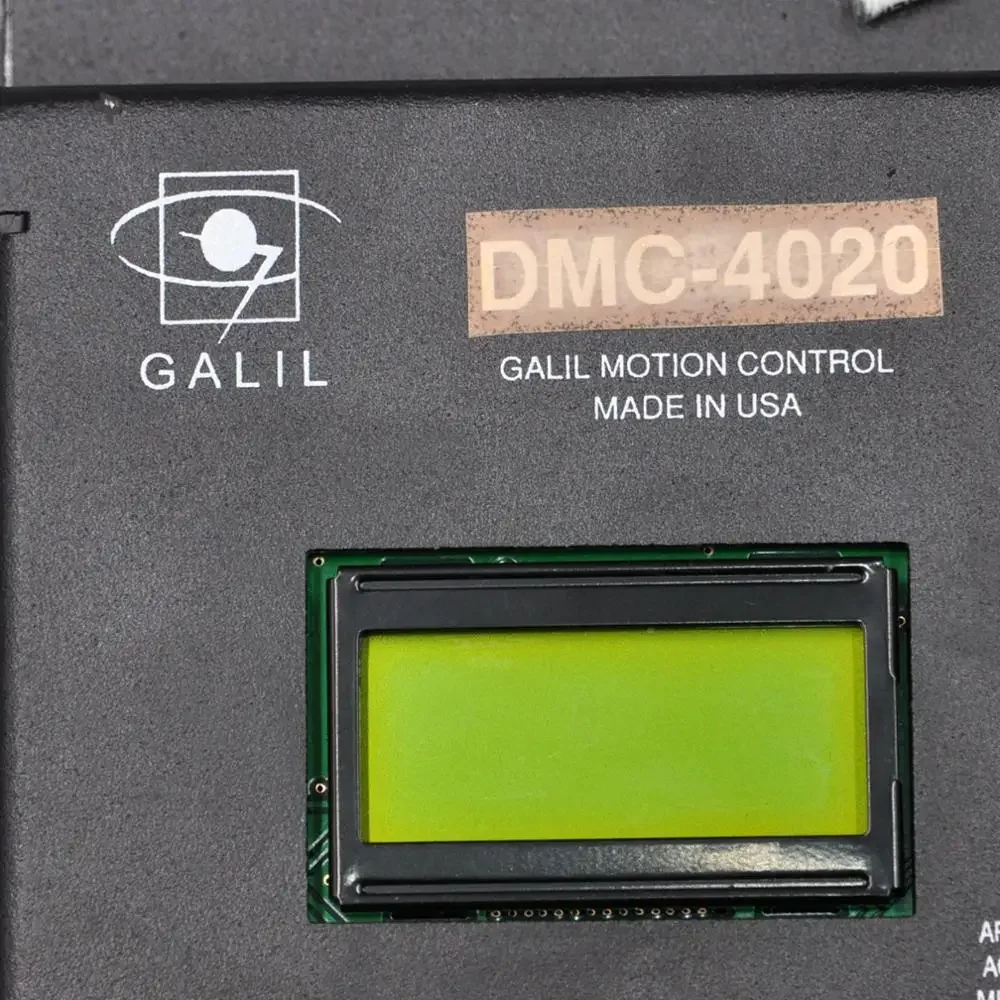 GALIL
DMC-4020
GALIL MOTION CONTROL
MADE IN USA